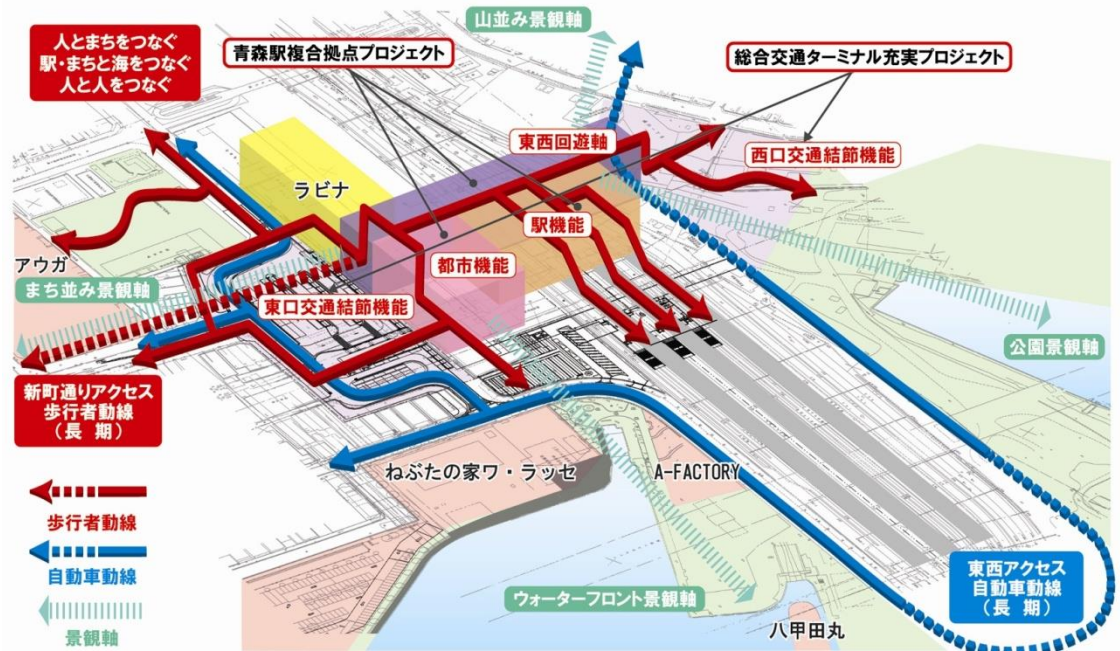 人とまちをつなぐ
駅・まちと海をつなぐ
人と人をつなぐ
青森駅複合拠点プロジェクト
山並み景観軸
総合交通ターミナル充実プロジェクト
東西回遊軸
西口交通結節機能
ラビナ
駅機能
都市機能
アウガ
まち並み景観軸
東口交通結節機能
公園景観軸
新町通りアクセス
歩行者動線
（長 期）
ねぶたの家ワ・ラッセ
A-FACTORY
歩行者動線
自動車動線
景観軸
ウォーターフロント景観軸
八甲田丸
東西アクセス
自動車動線
（長 期）